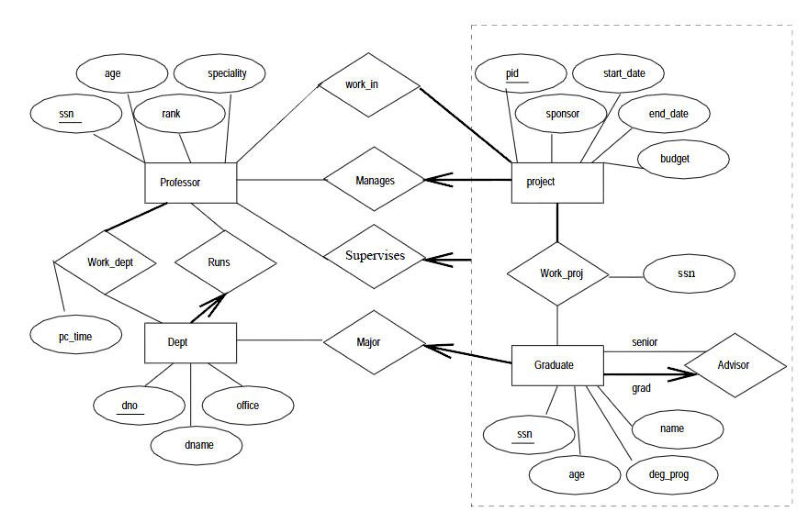 age
speciality
ssn
rank
Professor
work_in
Manages
Supervises
Work_dept
Runs
pc_time
Dept
Major
dno
office
dname
pid
start_date
sponsor
end_date
budget
project
Work_proj
ssn
senior
Graduate
Advisor
grad
ssn
name
age
deg_prog